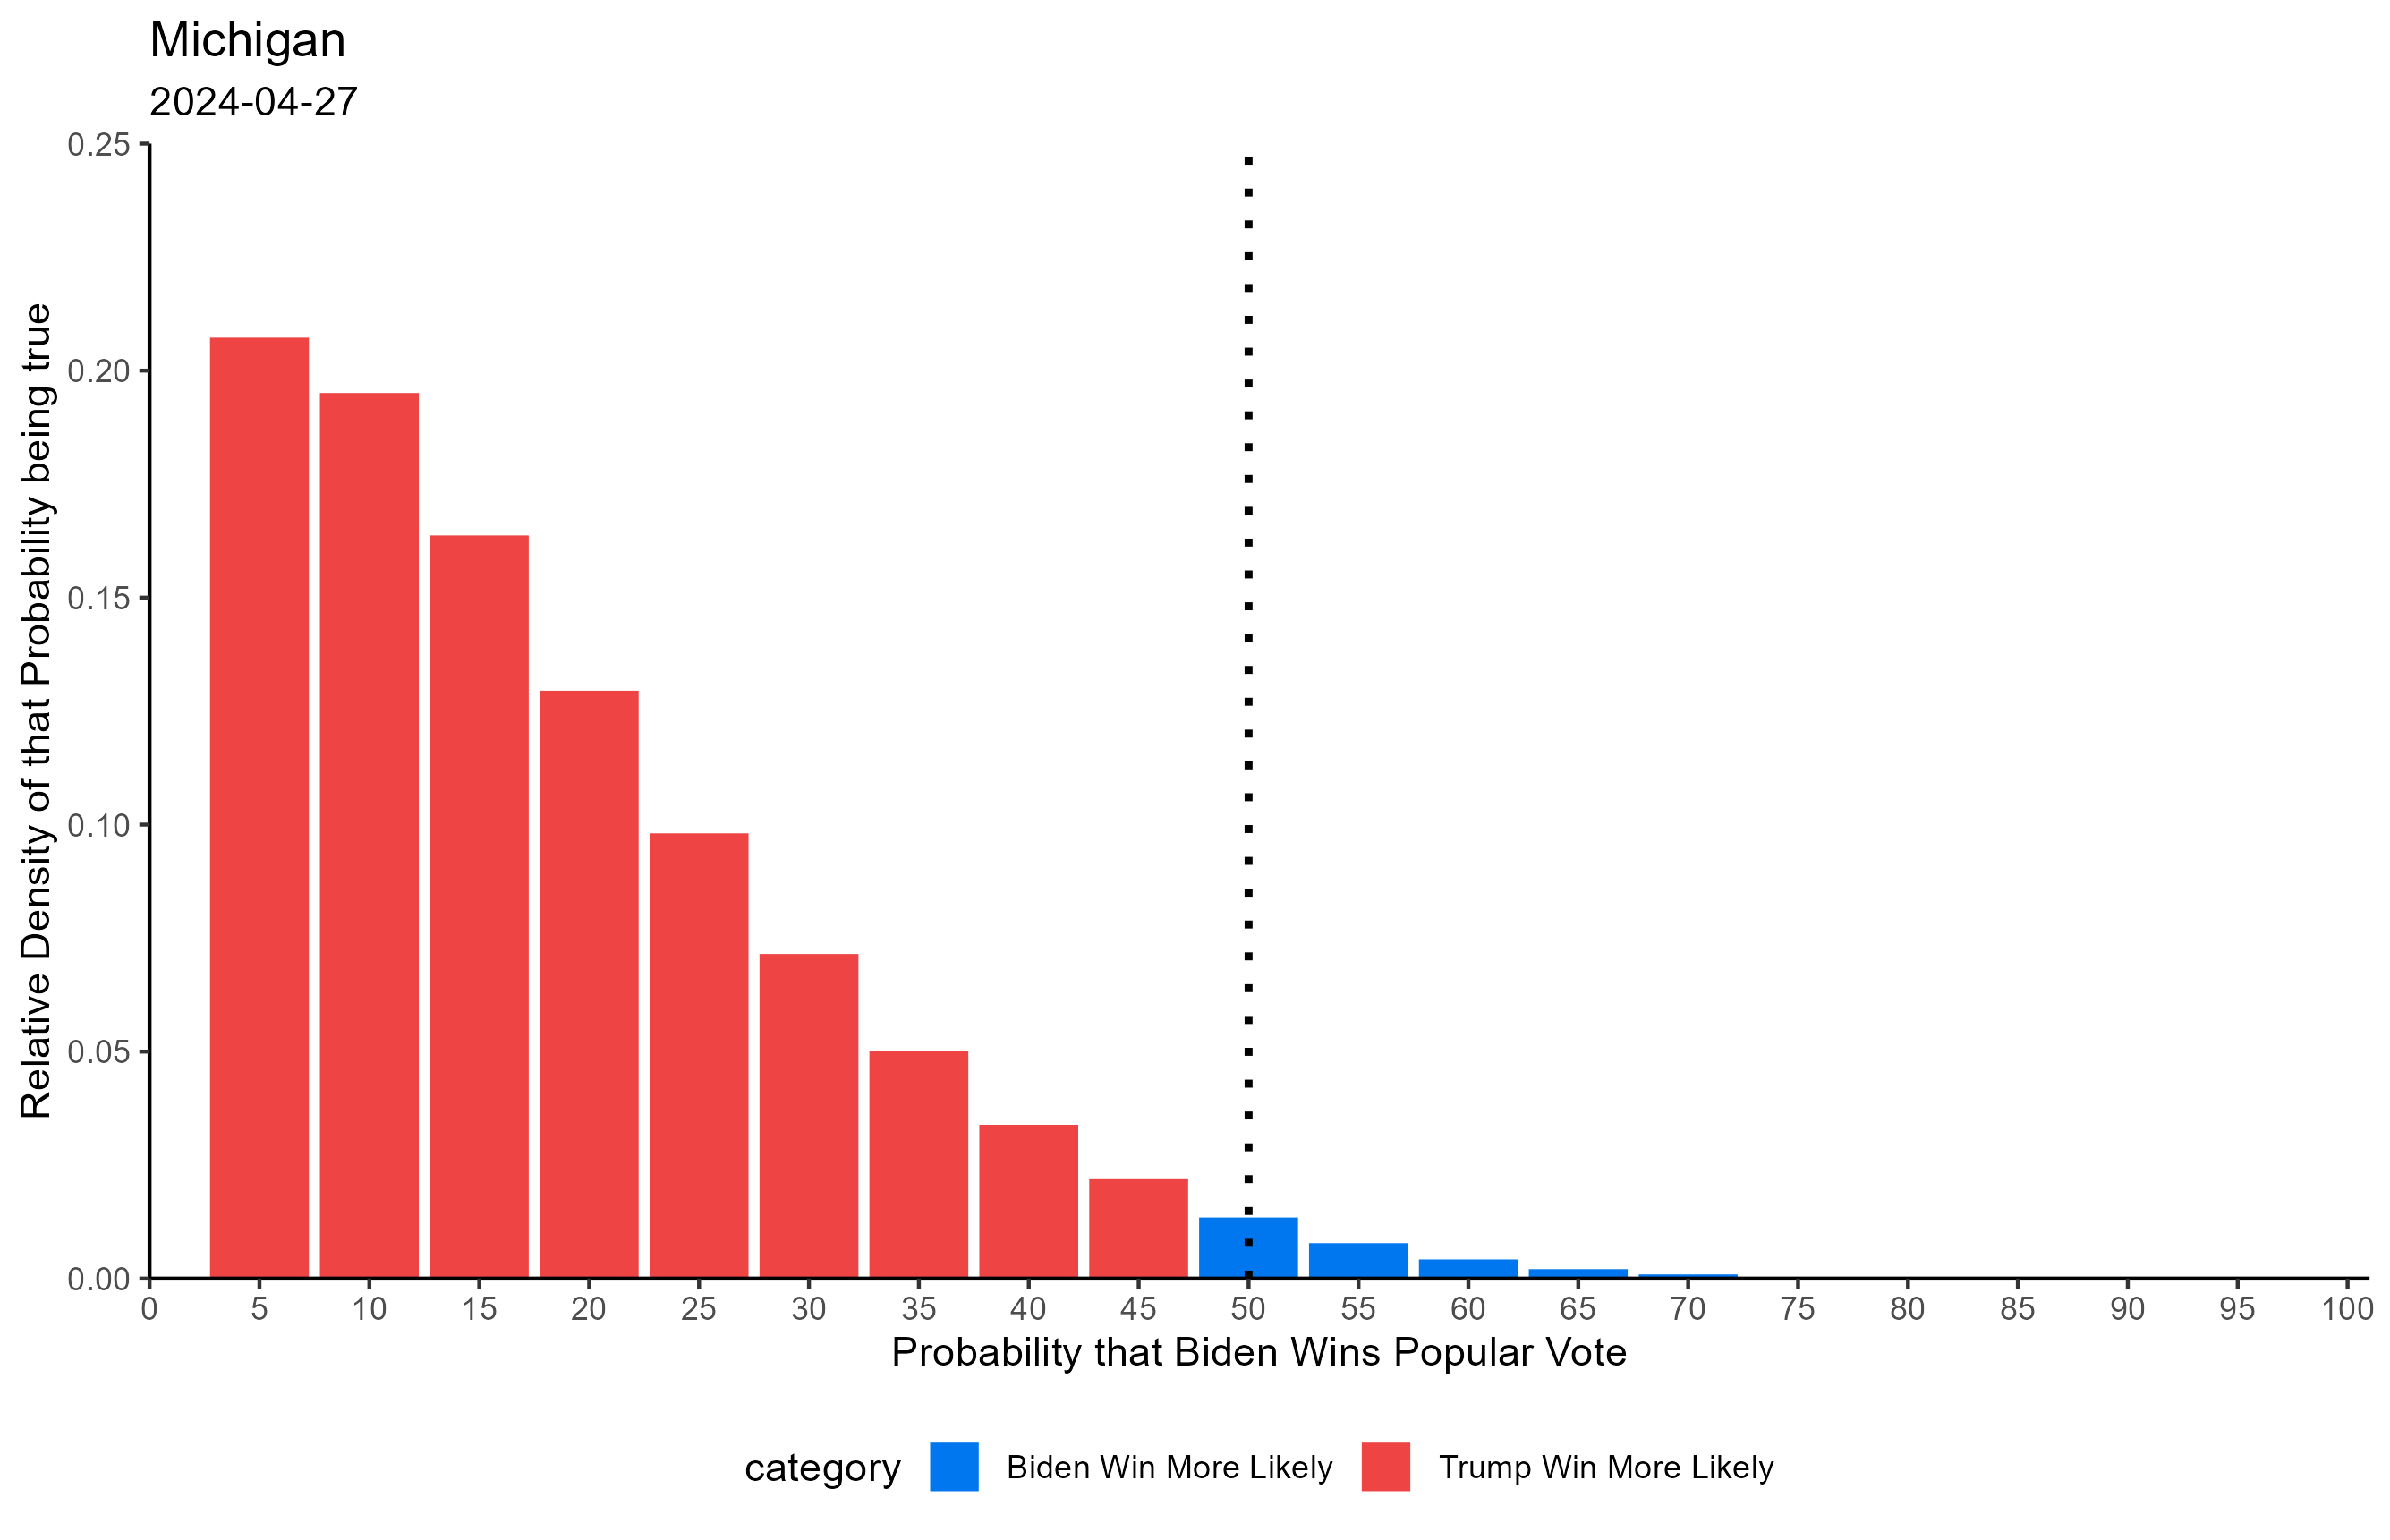 Michigan
2024-04-27
Relative Density of that Probability being true
0.25
0.20
0.15
0.10
0.05
0.00
0 5 10 15 20 25 30 35 40 45 50 55 60 65 70 75 80 85 90 95 100
Probability that Biden Wins Popular Vote
category Biden Win More Likely Trump Win More Likely